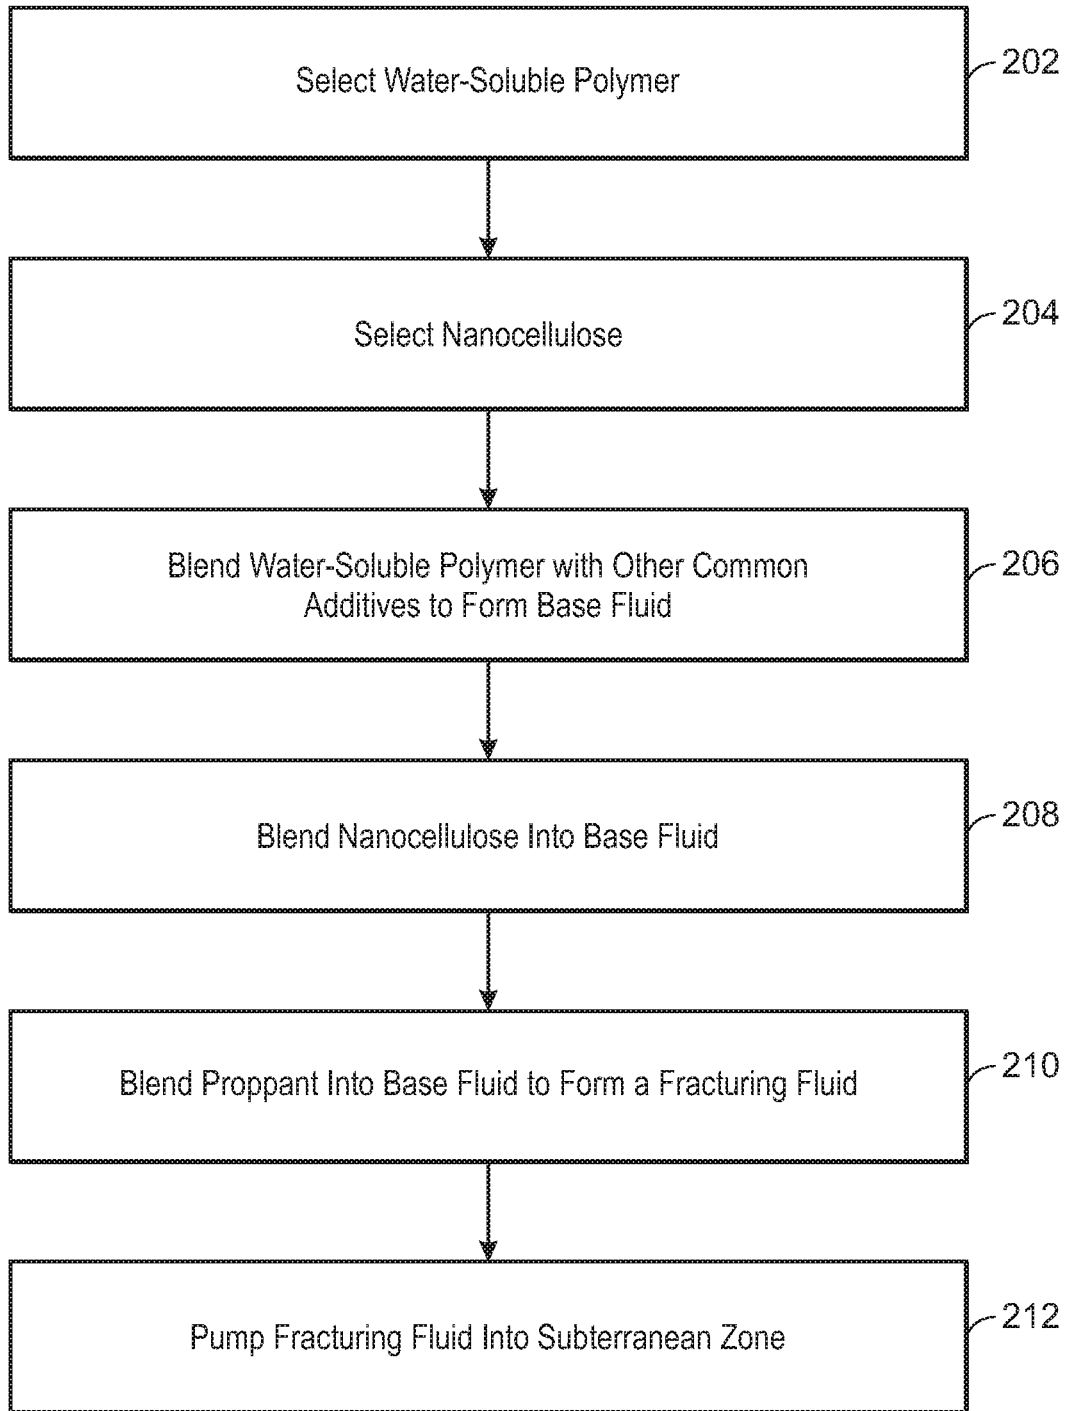 Select Water-Soluble Polymer
202
Select Nanocellulose
204
Blend Water-Soluble Polymer with Other Common
Additives to Form Base Fluid
206
Blend Nanocellulose Into Base Fluid
208
Blend Proppant Into Base Fluid to Form a Fracturing Fluid
210
Pump Fracturing Fluid Into Subterranean Zone
212